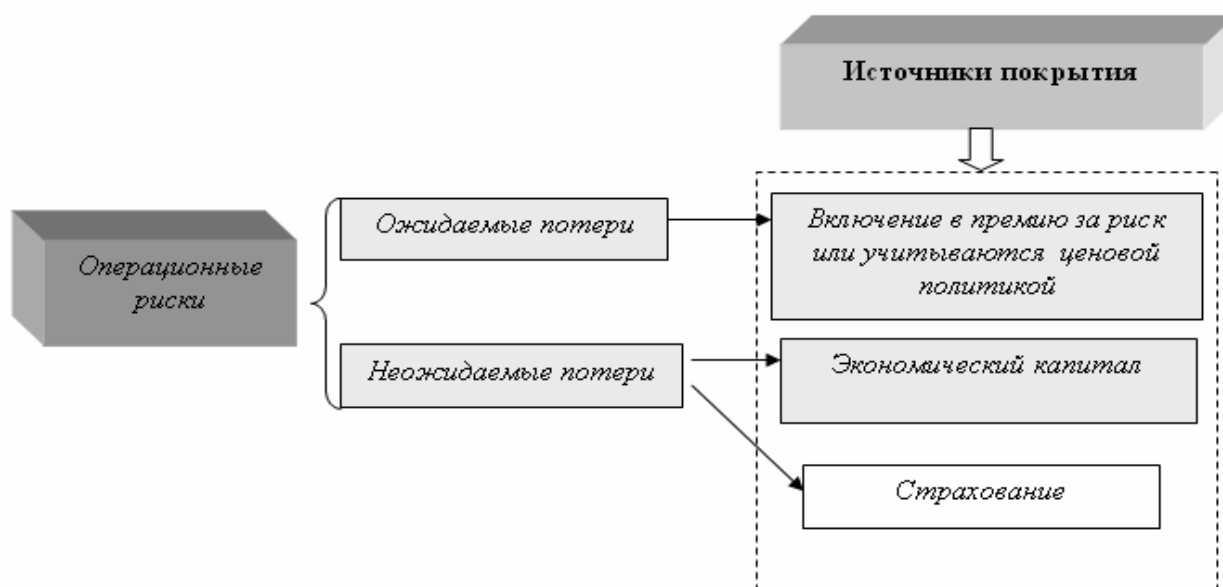 Источники покрытия
Операционные
риски
Ожидаемые потери
Включение в премию за риск
или учитываются ценовой
политикой
Неожидаемые потери
Экономический капитал
Страхование